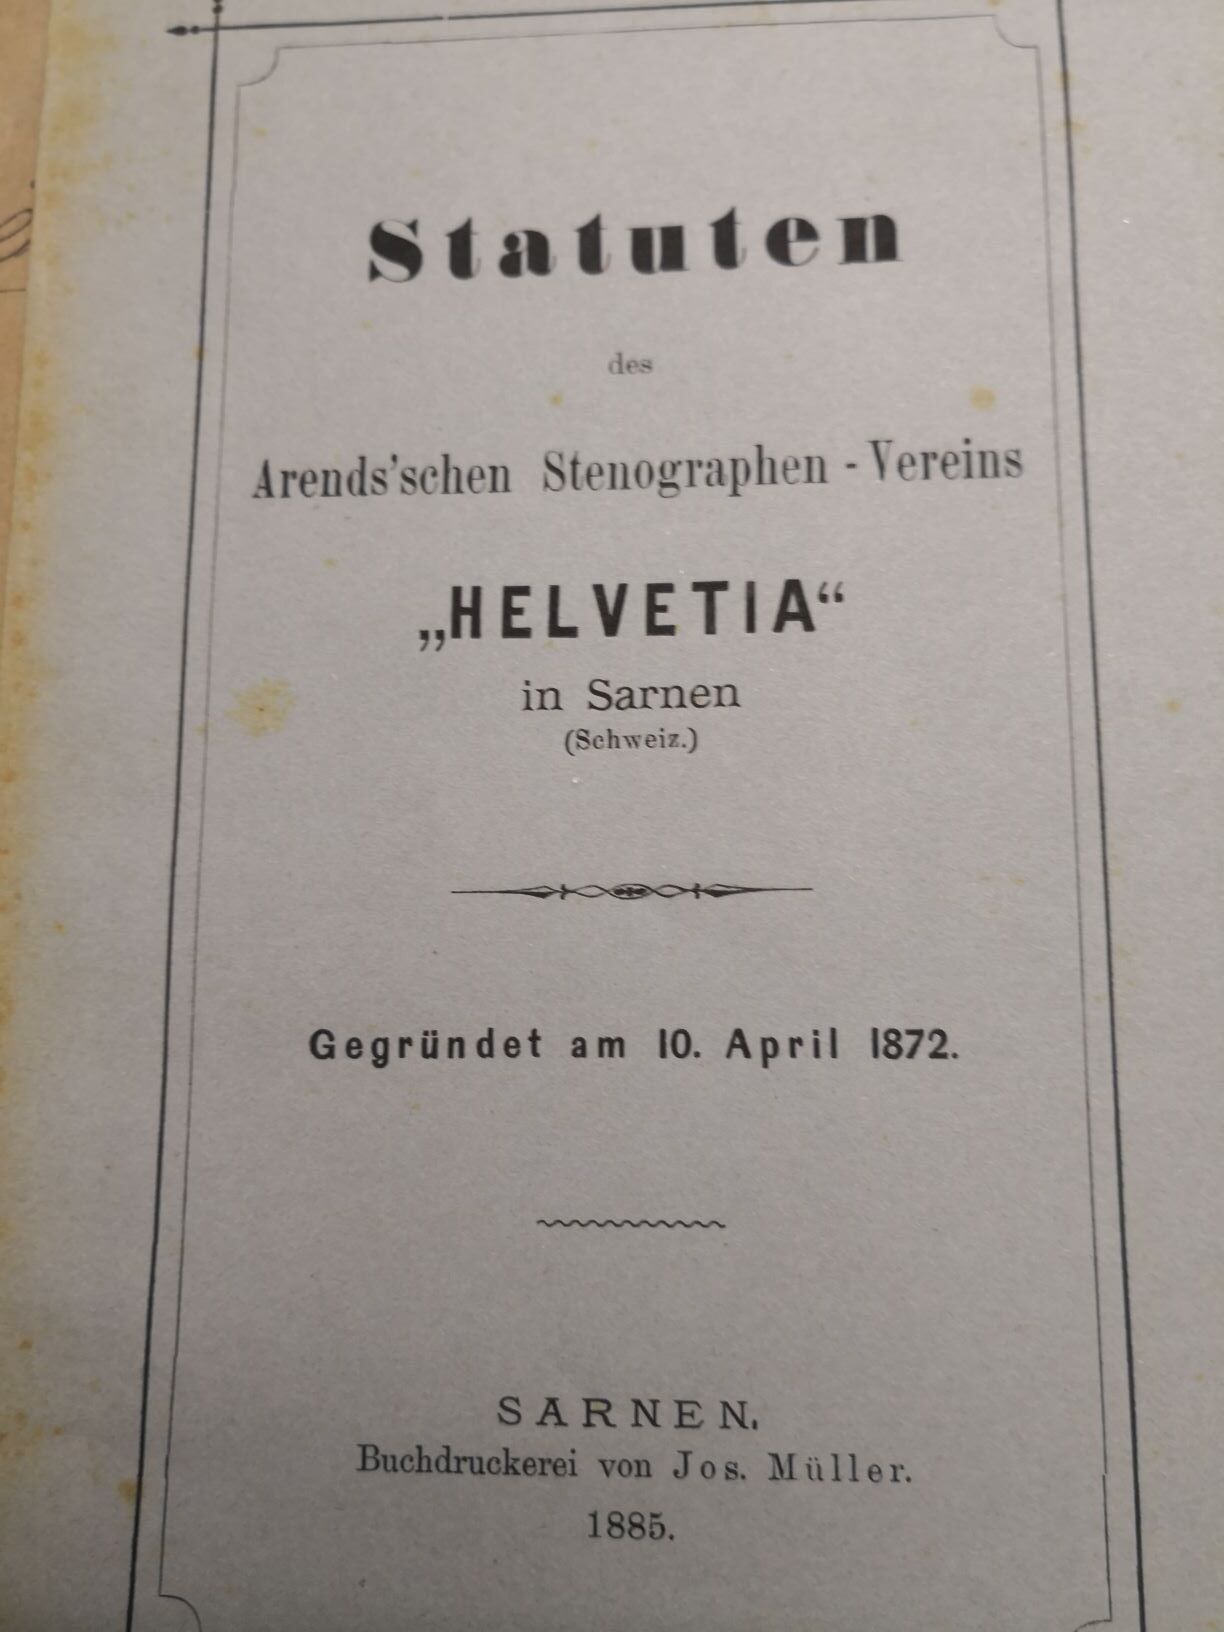 Statuten
des
Arends'schen Stenographen - Vereins
„HELVETIA“
in Sarnen
(Schweiz.)
Gegründet am 10. April 1872.
SARNEN.
Buchdruckerei von Jos. Müller.
1885.